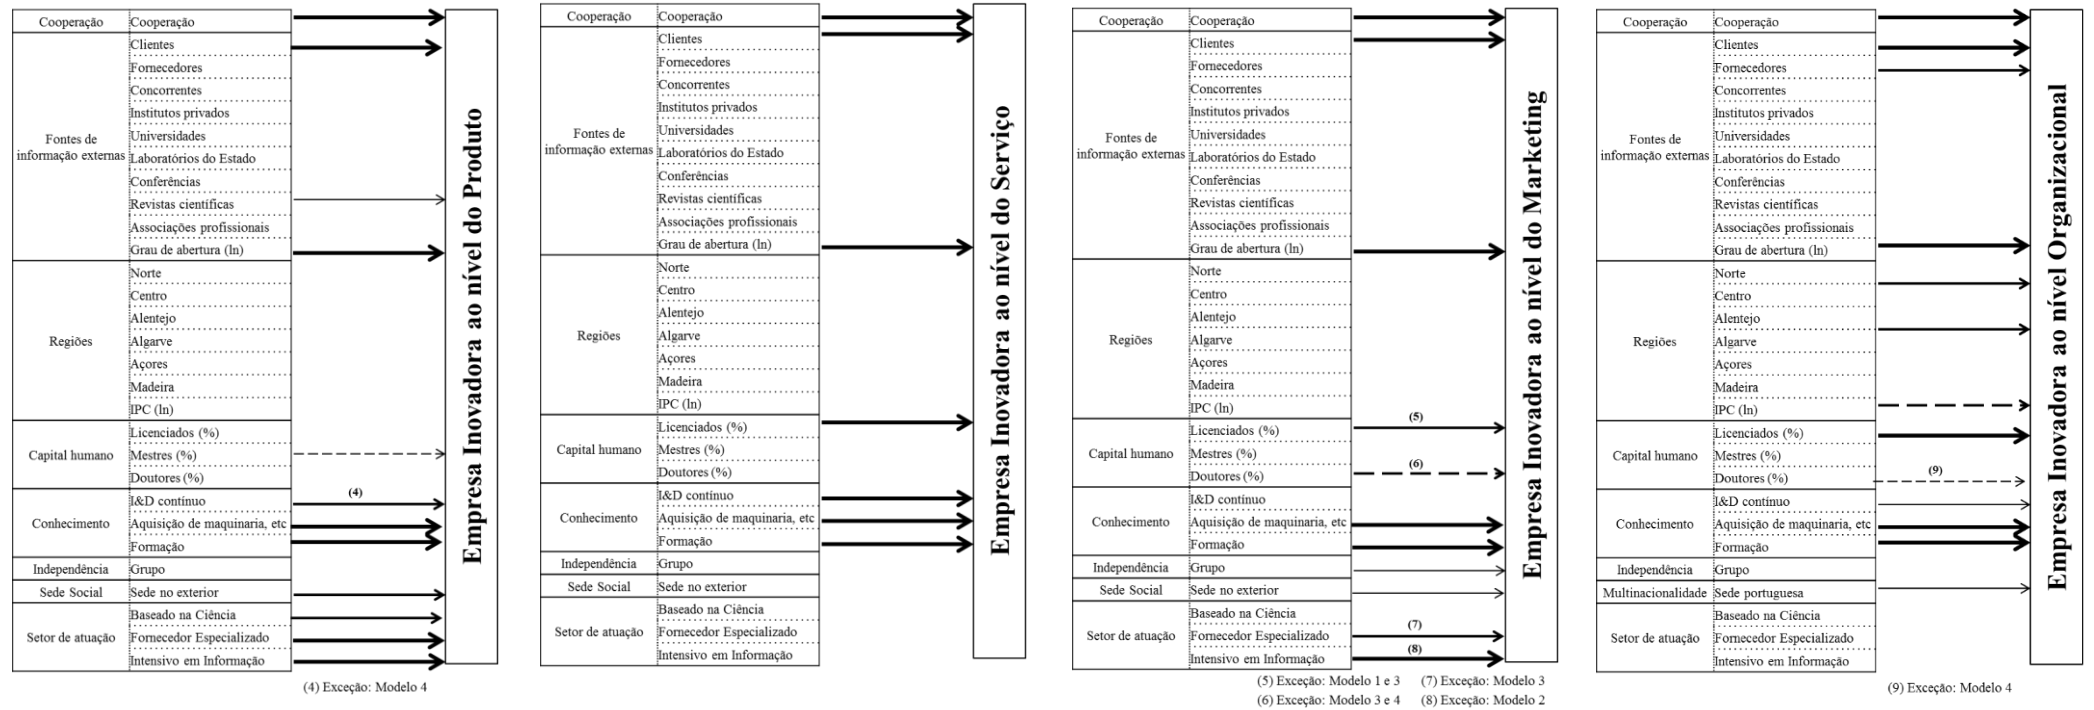 Cooperação Cooperação
Clientes
Fornecedores
Concorrentes
Institutos privados
Fontes de
informação externas
Universidades
Laboratórios do Estado
Conferências
Revistas científicas
Associações profissionais
Grau de abertura (ln)
Norte
Centro
Alentejo
Regiões
Algarve
Açores
Madeira
IPC (ln)
Licenciados (%)
Capital humano
Mestres (%)
Doutores (%)
I&D contínuo
(4)
Conhecimento
Aquisição de maquinaria, etc
Formação
Independência Grupo
Sede Social Sede no exterior
Baseado na Ciência
Setor de atuação Fornecedor Especializado
Intensivo em Informação
Empresa Inovadora ao nível do Produto
(4) Exceção: Modelo 4
Cooperação Cooperação
Clientes
Fornecedores
Concorrentes
Institutos privados
Fontes de
informação externas
Universidades
Laboratórios do Estado
Conferências
Revistas científicas
Associações profissionais
Grau de abertura (ln)
Norte
Centro
Alentejo
Regiões
Algarve
Açores
Madeira
IPC (ln)
Licenciados (%)
Capital humano
Mestres (%)
Doutores (%)
I&D contínuo
Conhecimento
Aquisição de maquinaria, etc
Formação
Independência Grupo
Sede Social Sede no exterior
Baseado na Ciência
Setor de atuação Fornecedor Especializado
Intensivo em Informação
Empresa Inovadora ao nível do Serviço
Cooperação Cooperação
Clientes
Fornecedores
Concorrentes
Institutos privados
Fontes de
informação externas
Universidades
Laboratórios do Estado
Conferências
Revistas científicas
Associações profissionais
Grau de abertura (ln)
Norte
Centro
Alentejo
Regiões
Algarve
Açores
Madeira
IPC (ln)
(5)
Licenciados (%)
Capital humano
Mestres (%)
(6)
Doutores (%)
I&D contínuo
Conhecimento
Aquisição de maquinaria, etc
Formação
Independência Grupo
Sede Social Sede no exterior
Baseado na Ciência
(7)
Setor de atuação Fornecedor Especializado
(8)
Intensivo em Informação
Empresa Inovadora ao nível do Marketing
(5) Exceção: Modelo 1 e 3 (7) Exceção: Modelo 3
(6) Exceção: Modelo 3 e 4 (8) Exceção: Modelo 2
Cooperação Cooperação
Clientes
Fornecedores
Concorrentes
Institutos privados
Fontes de
informação externas
Universidades
Laboratórios do Estado
Conferências
Revistas científicas
Associações profissionais
Grau de abertura (ln)
Norte
Centro
Alentejo
Regiões
Algarve
Açores
Madeira
IPC (ln)
Licenciados (%)
Capital humano
Mestres (%)
(9)
Doutores (%)
I&D contínuo
Conhecimento
Aquisição de maquinaria, etc
Formação
Independência Grupo
Multinacionalidade Sede portuguesa
Baseado na Ciência
Setor de atuação Fornecedor Especializado
Intensivo em Informação
Empresa Inovadora ao nível Organizacional
(9) Exceção: Modelo 4